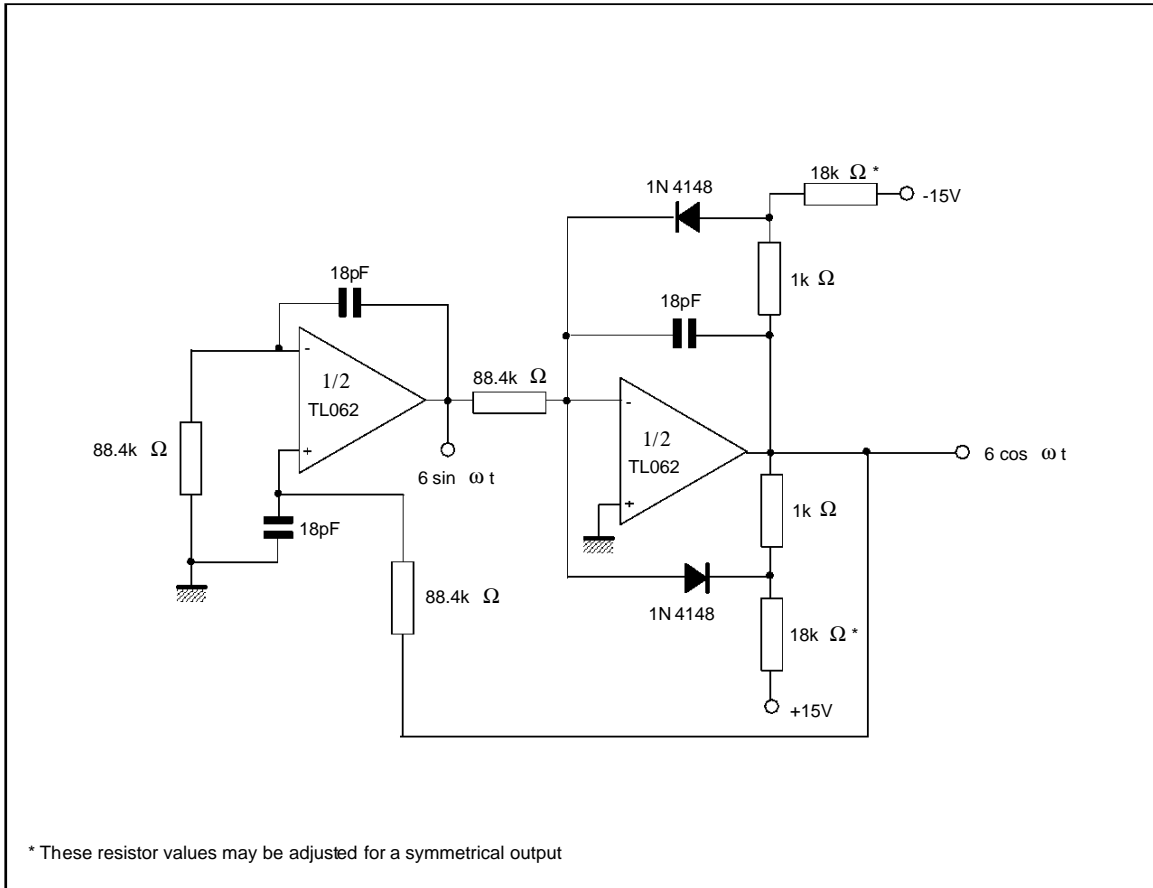 18k Ω *
1N 4148
-15V
1k Ω
18pF
18pF
-
1/2
TL062
+
88.4k Ω
88.4k Ω
-
1/2
TL062
+
6 sin ω t
6 cos ω t
18pF
1k Ω
88.4k Ω
1N 4148
18k Ω *
+15V
* These resistor values may be adjusted for a symmetrical output